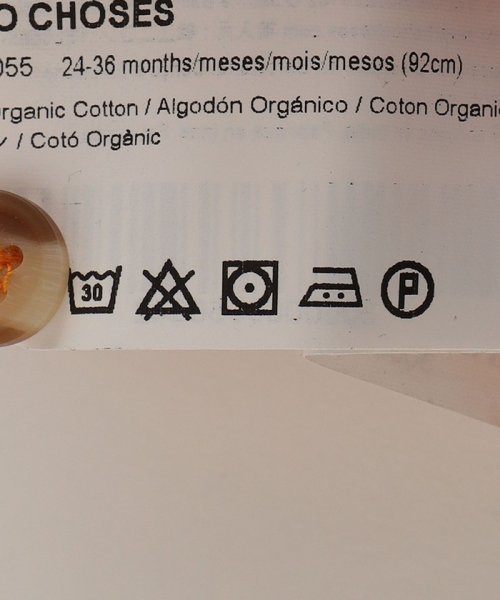 O CHOSES
055 24-36 months/meses/mois/mesos (92cm)
rganic Cotton / Algodón Orgánico / Coton Organi
/ Cotó Orgànic
30
P